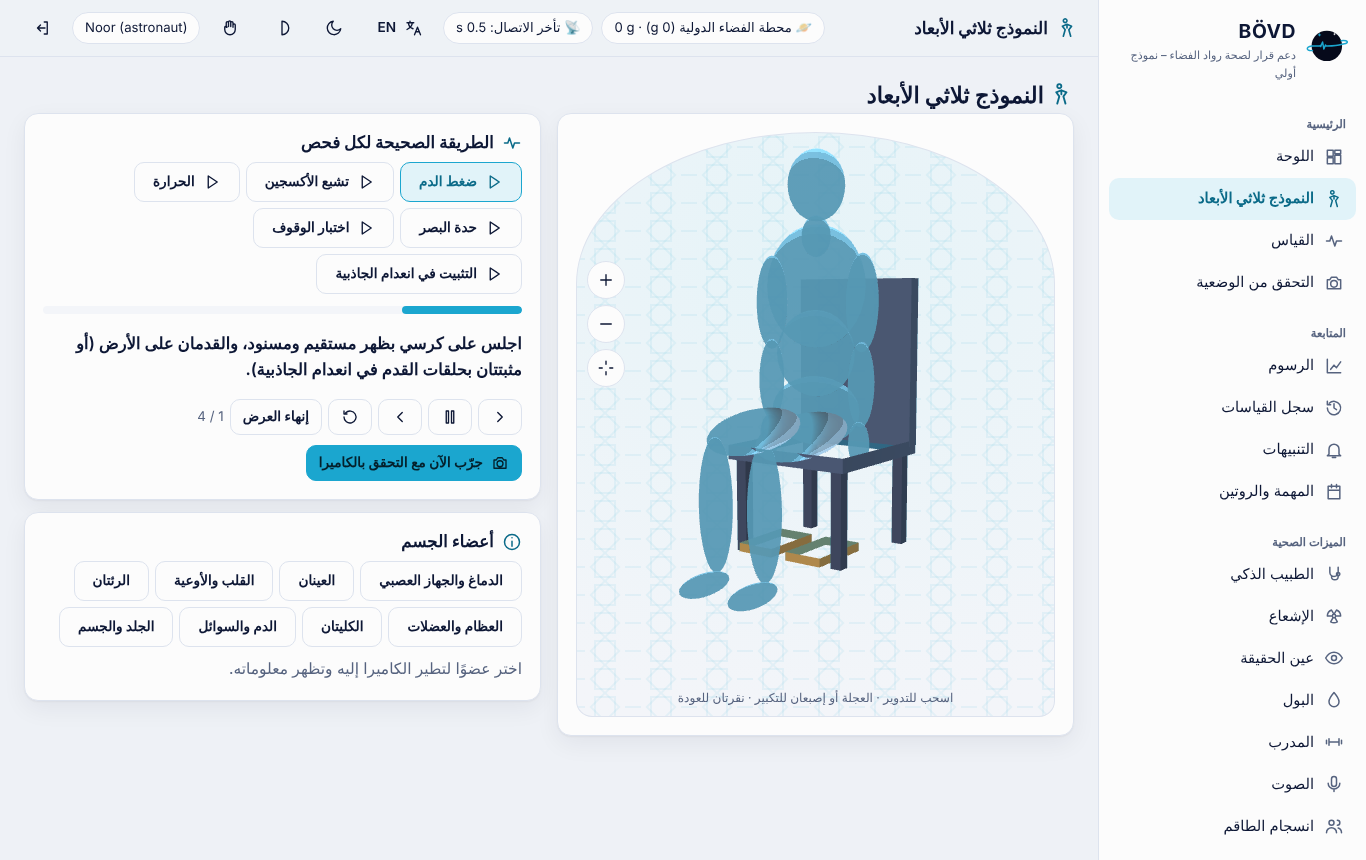 BÖVD
دعم قرار لصحة رواد الفضاء – نموذج
أولي
الرئيسية
اللوحة
النموذج ثلاثي الأبعاد
القياس
التحقق من الوضعية
المتابعة
الرسوم
سجل القياسات
التنبيهات
المهمة والروتين
الميزات الصحية
الطبيب الذكي
الإشعاع
عين الحقيقة
البول
المدرب
الصوت
انسجام الطاقم
النموذج ثلاثي الأبعاد
🪐 محطة الفضاء الدولية (0 g) · 0 g
📡 تأخر الاتصال: 0.5 s
EN
Noor (astronaut)
النموذج ثلاثي الأبعاد
اسحب للتدوير · العجلة أو إصبعان للتكبير · نقرتان للعودة
الطريقة الصحيحة لكل فحص
ضغط الدم
تشبع الأكسجين
الحرارة
حدة البصر
اختبار الوقوف
التثبيت في انعدام الجاذبية
اجلس على كرسي بظهر مستقيم ومسنود، والقدمان على الأرض (أو
مثبتتان بحلقات القدم في انعدام الجاذبية).
إنهاء العرض
1 / 4
جرّب الآن مع التحقق بالكاميرا
أعضاء الجسم
الدماغ والجهاز العصبي
العينان
القلب والأوعية
الرئتان
العظام والعضلات
الكليتان
الدم والسوائل
الجلد والجسم
اختر عضوًا لتطير الكاميرا إليه وتظهر معلوماته.